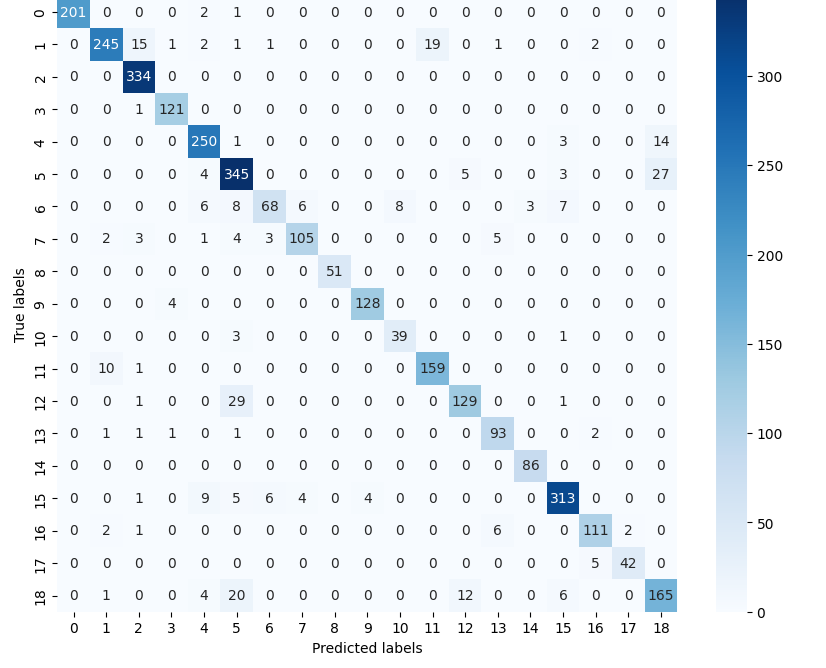 0 201 0 0 0 2 1 0 0 0 0 0 0 0 0 0 0 0 0 0
1 0 245 15 1 2 1 1 0 0 0 0 19 0 1 0 0 2 0 0
2 0 0 334 0 0 0 0 0 0 0 0 0 0 0 0 0 0 0 0
3 0 0 1 121 0 0 0 0 0 0 0 0 0 0 0 0 0 0 0
4 0 0 0 0 250 1 0 0 0 0 0 0 0 0 0 3 0 0 14
5 0 0 0 0 4 345 0 0 0 0 0 0 5 0 0 3 0 0 27
6 0 0 0 0 6 8 68 6 0 0 8 0 0 0 3 7 0 0 0
7 0 2 3 0 1 4 3 105 0 0 0 0 0 5 0 0 0 0 0
8 0 0 0 0 0 0 0 0 51 0 0 0 0 0 0 0 0 0 0
9 0 0 0 4 0 0 0 0 0 128 0 0 0 0 0 0 0 0 0
10 0 0 0 0 0 3 0 0 0 0 39 0 0 0 0 1 0 0 0
11 0 10 1 0 0 0 0 0 0 0 0 159 0 0 0 0 0 0 0
12 0 0 1 0 0 29 0 0 0 0 0 0 129 0 0 1 0 0 0
13 0 1 1 1 0 1 0 0 0 0 0 0 0 93 0 0 2 0 0
14 0 0 0 0 0 0 0 0 0 0 0 0 0 0 86 0 0 0 0
15 0 0 1 0 9 5 6 4 0 4 0 0 0 0 0 313 0 0 0
16 0 2 1 0 0 0 0 0 0 0 0 0 0 6 0 0 111 2 0
17 0 0 0 0 0 0 0 0 0 0 0 0 0 0 0 0 5 42 0
18 0 1 0 0 4 20 0 0 0 0 0 0 12 0 0 6 0 0 165
0 1 2 3 4 5 6 7 8 9 10 11 12 13 14 15 16 17 18
Predicted labels
True labels
300
250
200
150
100
50
0